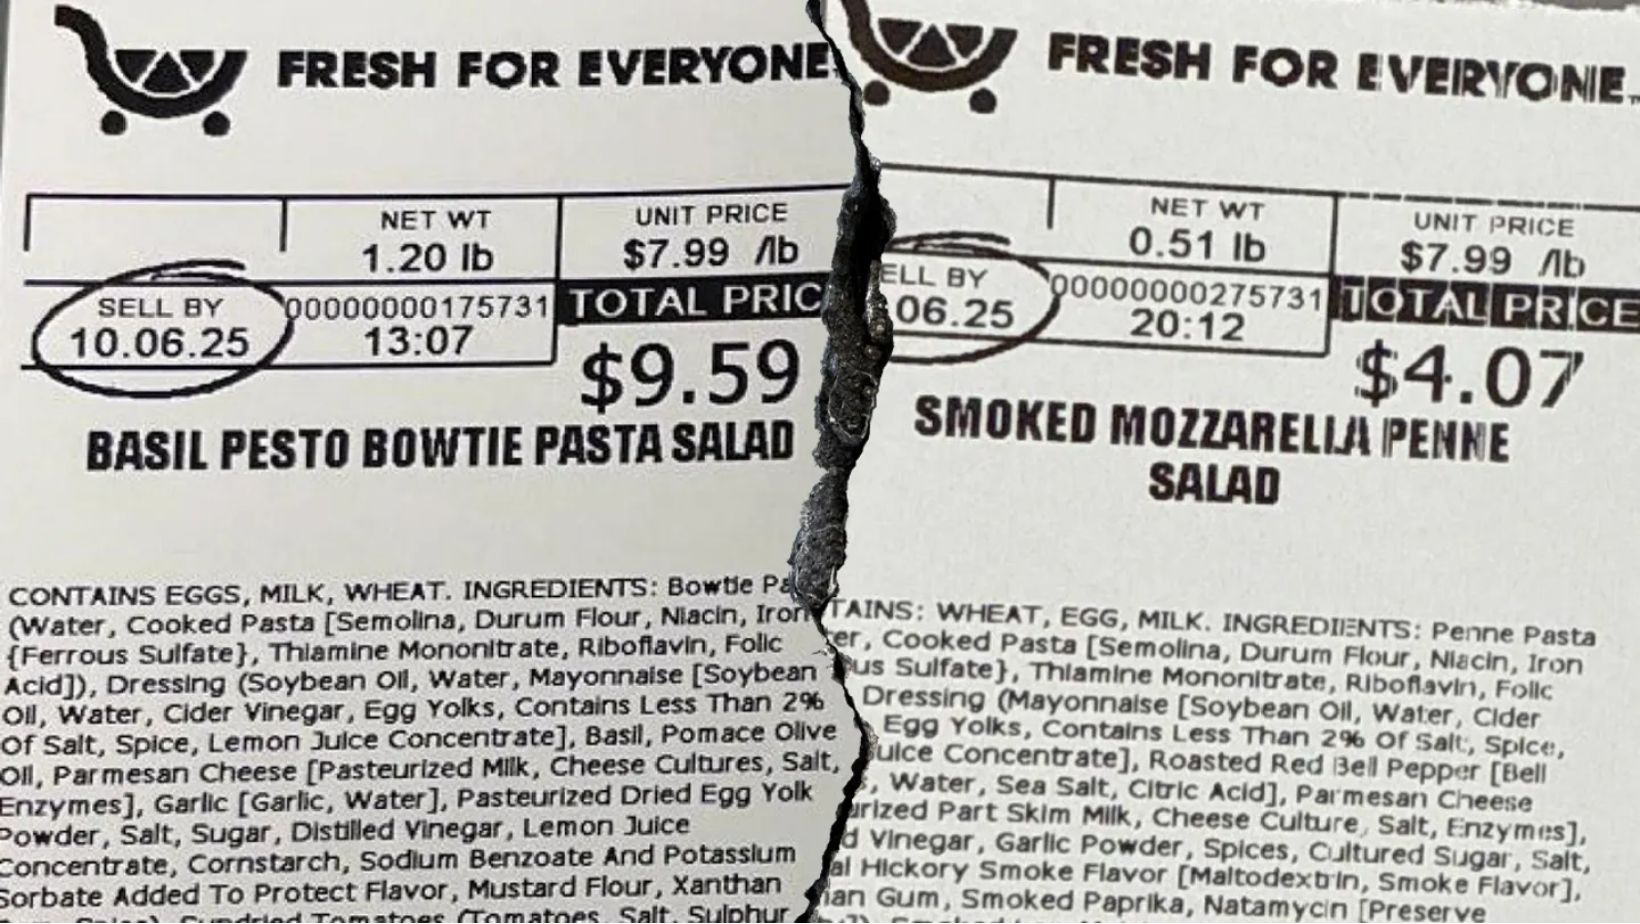 FRESH FOR EVERYONE
NET WT
1.20 lb
UNIT PRICE
$7.99 /lb
SELL BY
10.06.25
00000000175731
13:07
TOTAL PRIC
$9.59
BASIL PESTO BOWTIE PASTA SALAD
CONTAINS EGGS, MILK, WHEAT. INGREDIENTS: Bowtie Pa
(Water, Cooked Pasta [Semolina, Durum Flour, Niacin, Iron
{Ferrous Sulfate}, Thiamine Mononitrate, Riboflavin, Folic
Acid]), Dressing (Soybean Oil, Water, Mayonnaise [Soybean
Oil, Water, Cider Vinegar, Egg Yolks, Contains Less Than 2%
Of Salt, Spice, Lemon Juice Concentrate], Basil, Pomace Olive
Oil, Parmesan Cheese [Pasteurized Milk, Cheese Cultures, Salt,
Enzymes], Garlic [Garlic, Water], Pasteurized Dried Egg Yolk
Powder, Salt, Sugar, Distilled Vinegar, Lemon Juice
Concentrate, Cornstarch, Sodium Benzoate And Potassium
Sorbate Added To Protect Flavor, Mustard Flour, Xanthan
Sundried Tomatoes (Tomatoes, Salt, Sulphur
FRESH FOR EVERYONE™
NET WT
0.51 lb
UNIT PRICE
$7.99 /lb
ELL BY
.06.25
00000000275731
20:12
TOTAL PRICE
$4.07
SMOKED MOZZARELLA PENNE
SALAD
TAINS: WHEAT, EGG, MILK. INGREDIENTS: Penne Pasta
er, Cooked Pasta [Semolina, Durum Flour, Niacin, Iron
us Sulfate}, Thiamine Mononitrate, Riboflavin, Folic
Dressing (Mayonnaise [Soybean Oil, Water, Cider
Egg Yolks, Contains Less Than 2% Of Salt, Spice,
uice Concentrate], Roasted Red Bell Pepper [Bell
, Water, Sea Salt, Citric Acid], Parmesan Cheese
urized Part Skim Milk, Cheese Culture, Salt, Enzymes],
d Vinegar, Garlic Powder, Spices, Cultured Sugar, Salt,
al Hickory Smoke Flavor [Maltodextrin, Smoke Flavor],
an Gum, Smoked Paprika, Natamycin [Preserve